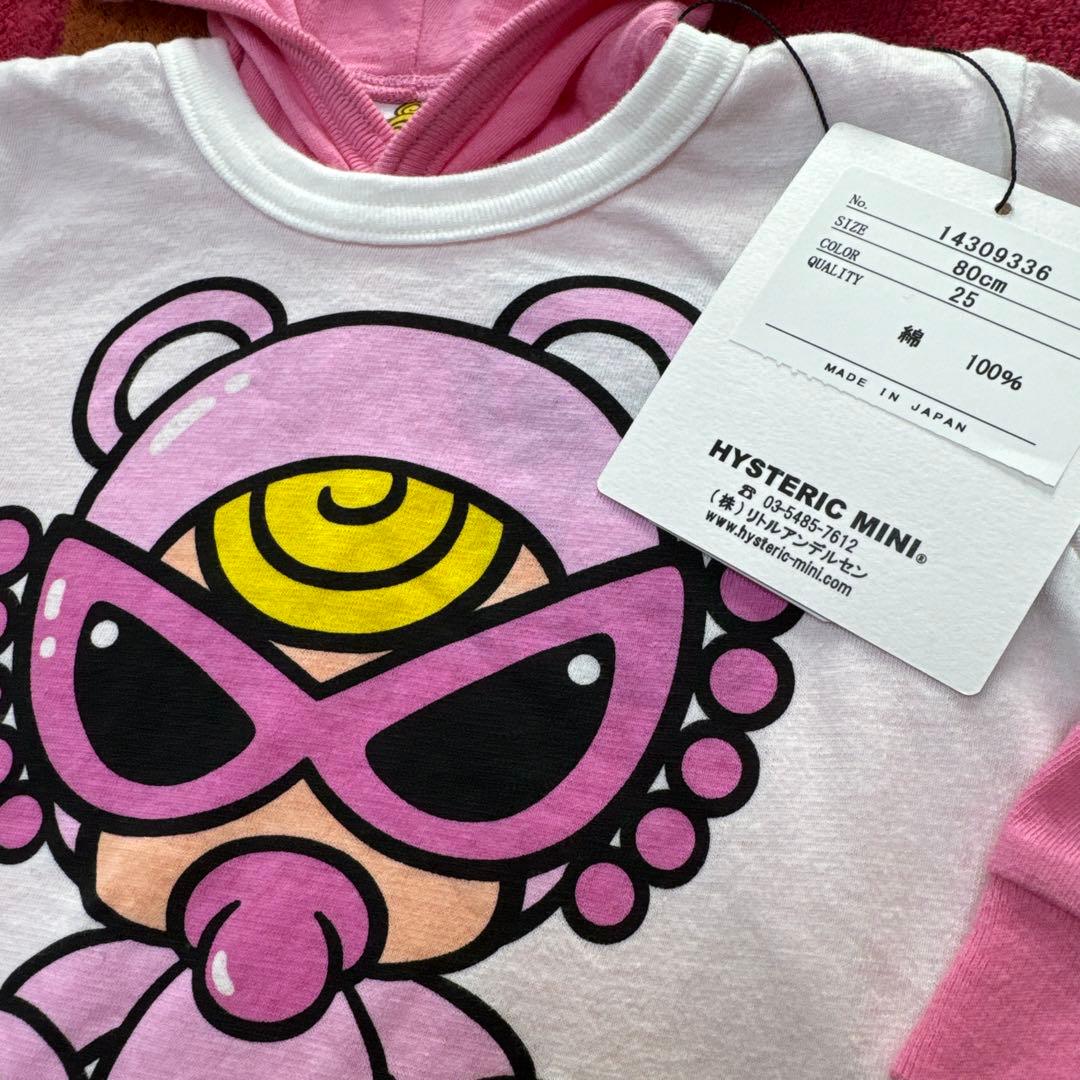 No. 14309336
SIZE 80cm
COLOR 25
QUALITY
綿 100%
MADE IN JAPAN
HYSTERIC MINI®
☎ 03-5485-7612
(株)リトルアンデルセン
www.hysteric-mini.com